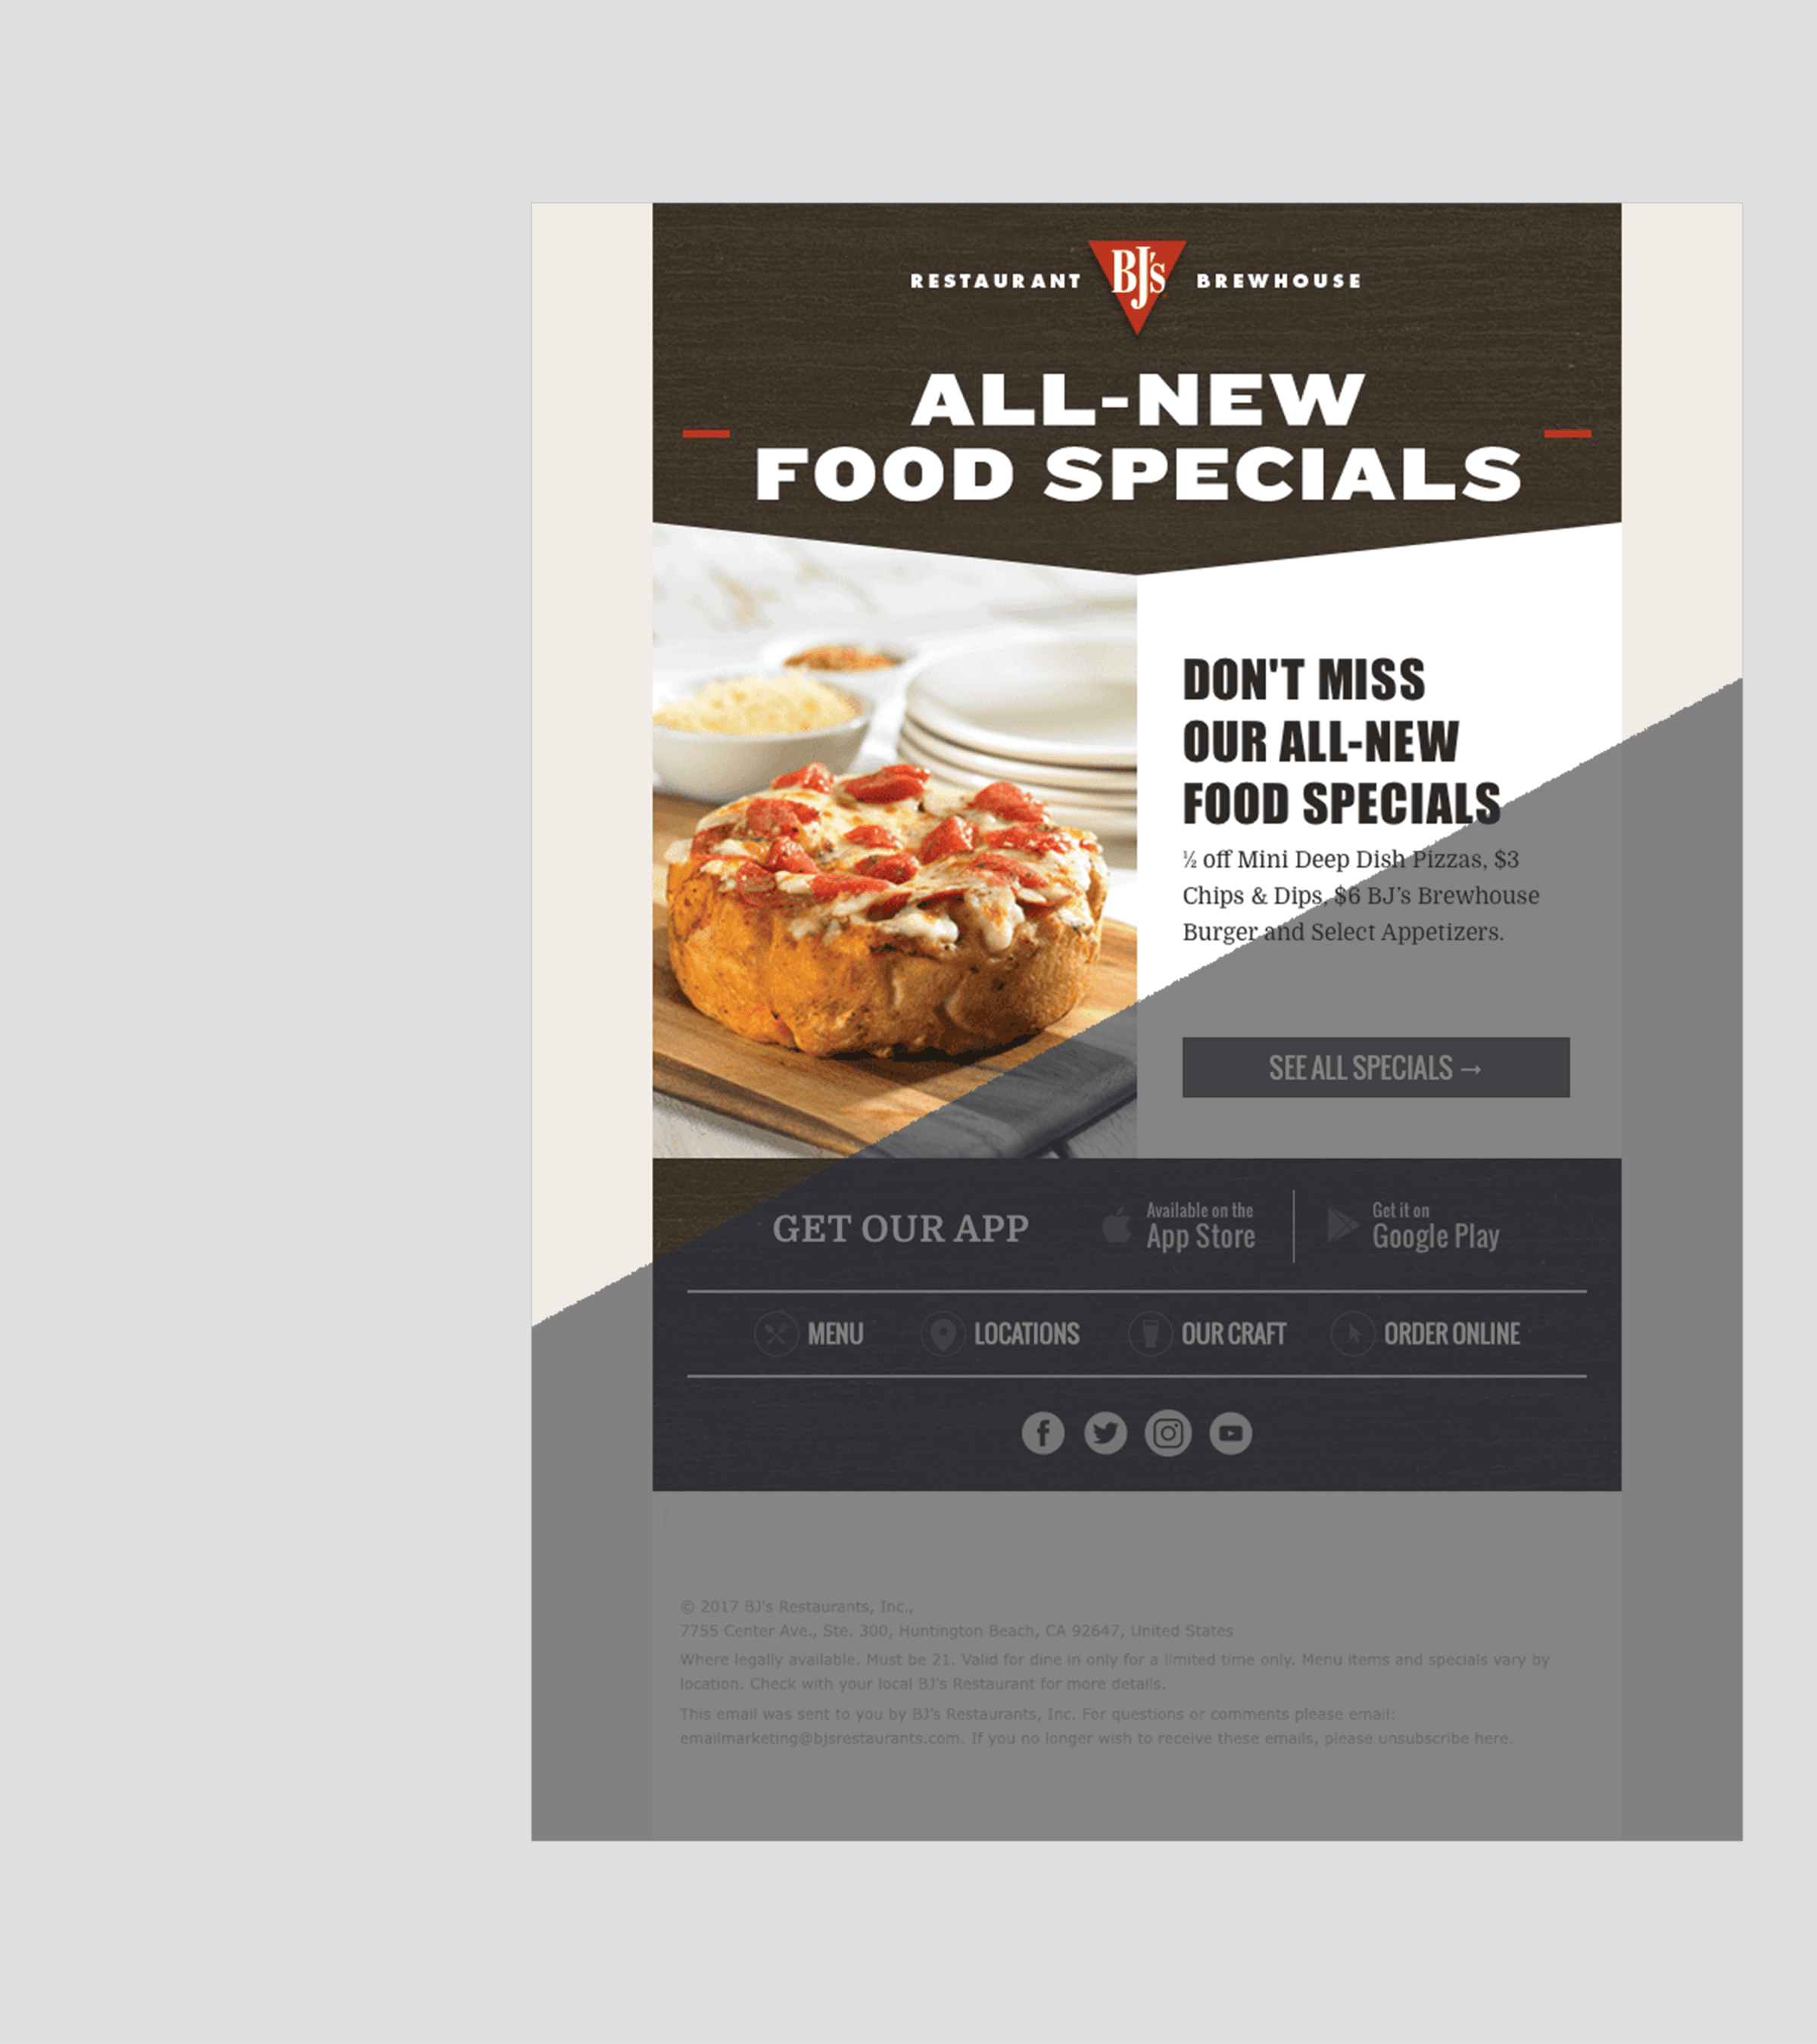 RESTAURANT BJ's BREWHOUSE
ALL-NEW
FOOD SPECIALS
DON'T MISS
OUR ALL-NEW
FOOD SPECIALS
½ off Mini Deep Dish Pizzas, $3
Chips & Dips, $6 BJ's Brewhouse
Burger and Select Appetizers.
SEE ALL SPECIALS →
GET OUR APP
Available on the
App Store
Get it on
Google Play
MENU LOCATIONS OUR CRAFT ORDER ONLINE
© 2017 BJ's Restaurants, Inc.,
7755 Center Ave., Ste. 300, Huntington Beach, CA 92647, United States
Where legally available. Must be 21. Valid for dine in only for a limited time only. Menu items and specials vary by
location. Check with your local BJ's Restaurant for more details.
This email was sent to you by BJ's Restaurants, Inc. For questions or comments please email:
emailmarketing@bjsrestaurants.com. If you no longer wish to receive these emails, please unsubscribe here.